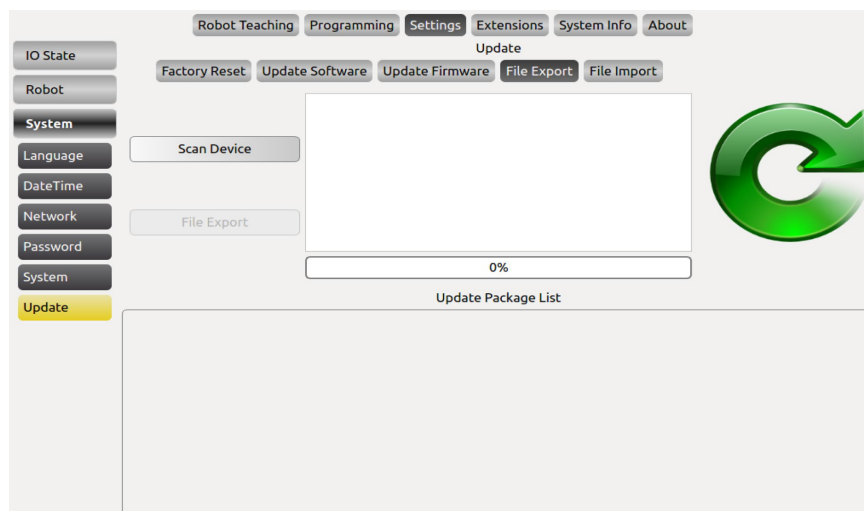 Robot Teaching Programming Settings Extensions System Info About
Update
Factory Reset Update Software Update Firmware File Export File Import
IO State
Robot
System
Language
DateTime
Network
Password
System
Update
Scan Device
File Export
0%
Update Package List